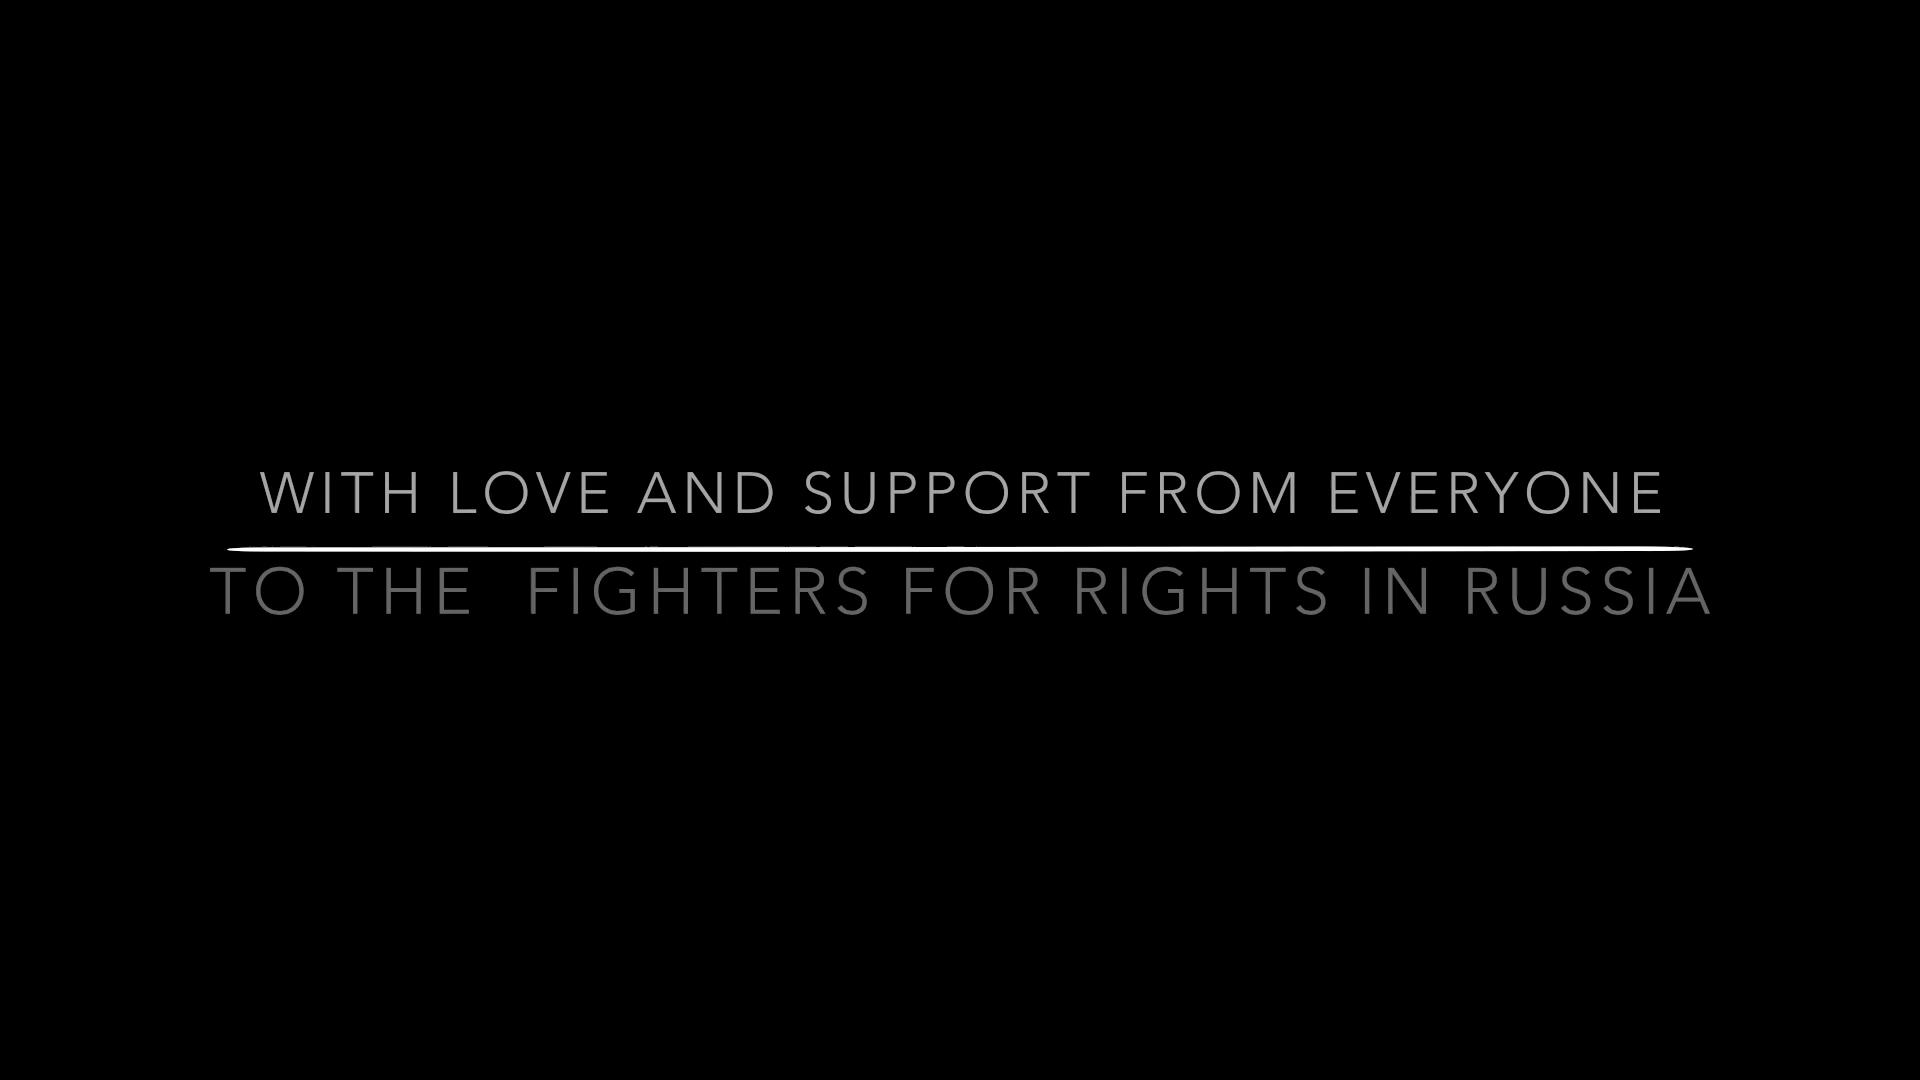 WITH LOVE AND SUPPORT FROM EVERYONE
TO THE  FIGHTERS FOR RIGHTS IN RUSSIA